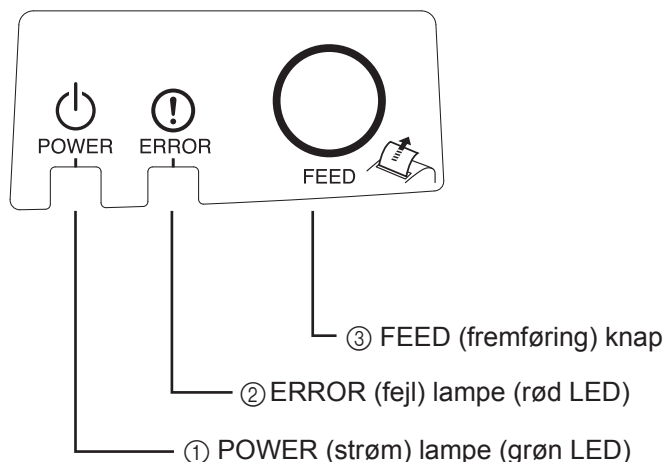 POWER ERROR
FEED
③ FEED (fremføring) knap
② ERROR (fejl) lampe (rød LED)
① POWER (strøm) lampe (grøn LED)